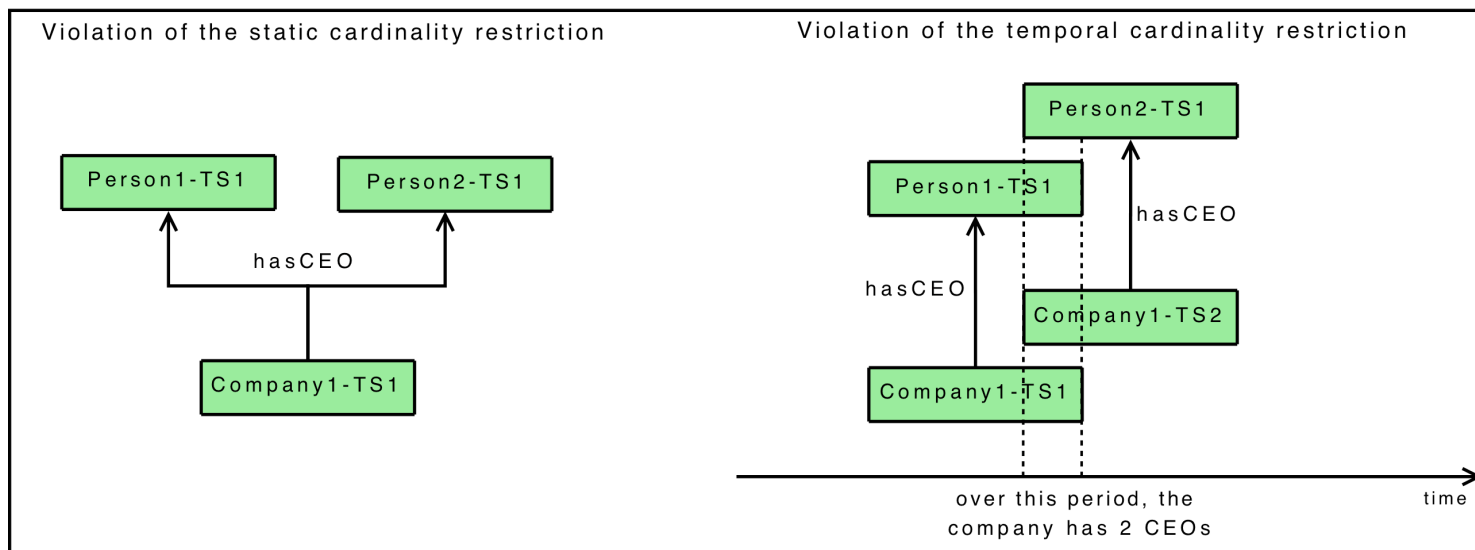 Violation of the static cardinality restriction
Person1-TS1
Person2-TS1
hasCEO
Company1-TS1
Violation of the temporal cardinality restriction
Person2-TS1
Person1-TS1
hasCEO
hasCEO
Company1-TS2
Company1-TS1
over this period, the
company has 2 CEOs
time